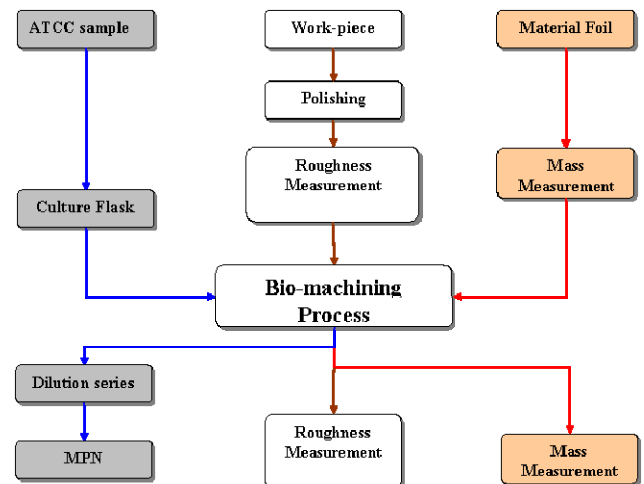 ATCC sample
Work-piece
Material Foil
Polishing
Roughness
Measurement
Mass
Measurement
Culture Flask
Bio-machining
Process
Dilution series
MPN
Roughness
Measurement
Mass
Measurement